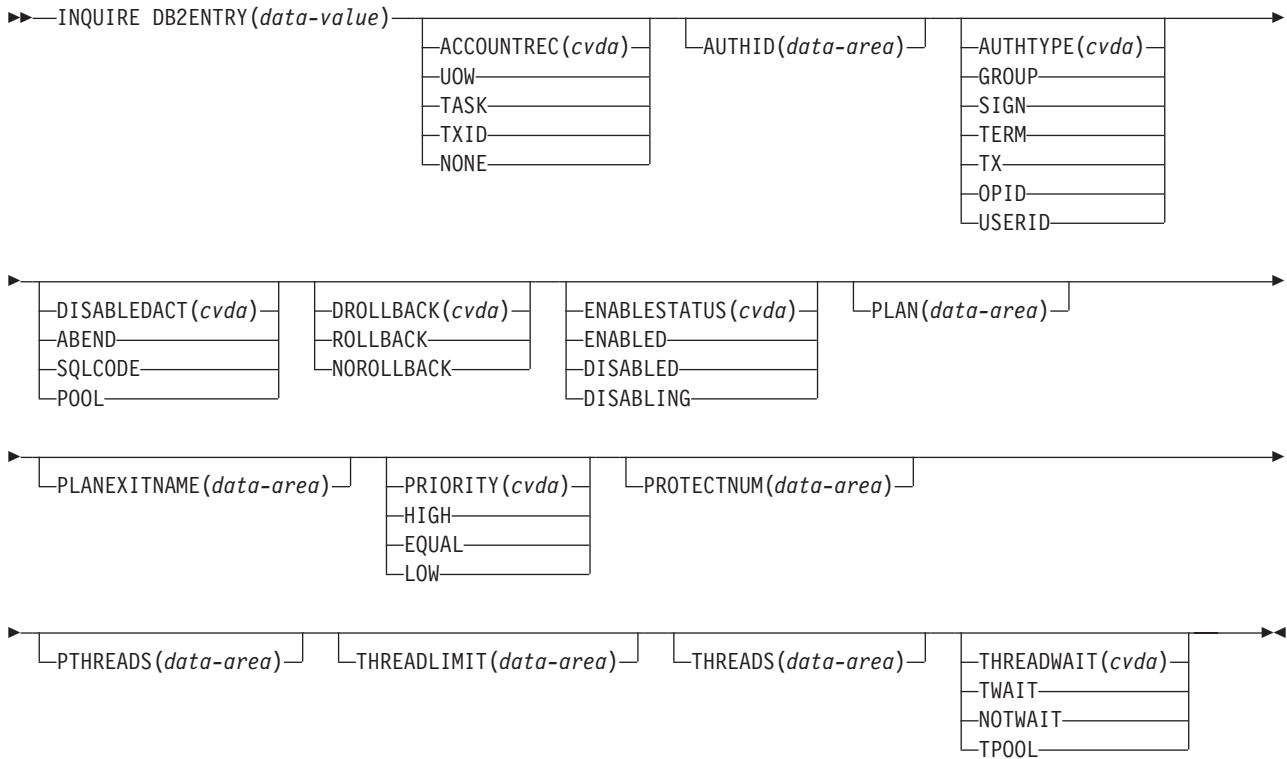 INQUIRE DB2ENTRY(data-value)
ACCOUNTREC(cvda)
UOW
TASK
TXID
NONE
AUTHID(data-area)
AUTHTYPE(cvda)
GROUP
SIGN
TERM
TX
OPID
USERID
DISABLEDACT(cvda)
ABEND
SQLCODE
POOL
DROLLBACK(cvda)
ROLLBACK
NOROLLBACK
ENABLESTATUS(cvda)
ENABLED
DISABLED
DISABLING
PLAN(data-area)
PLANEXITNAME(data-area)
PRIORITY(cvda)
HIGH
EQUAL
LOW
PROTECTNUM(data-area)
PTHREADS(data-area)
THREADLIMIT(data-area)
THREADS(data-area)
THREADWAIT(cvda)
TWAIT
NOTWAIT
TPOOL